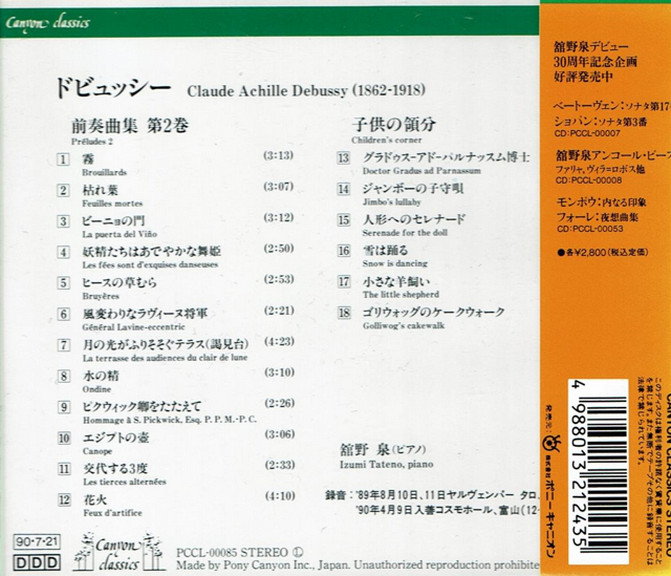 Canyon classics
ドビュッシー Claude Achille Debussy (1862-1918)
前奏曲集 第2巻
Préludes 2
1 霧 (3:13)
Brouillards
2 枯れ葉 (3:07)
Feuilles mortes
3 ビーニョの門 (3:12)
La puerta del Viño
4 妖精たちはあでやかな舞姫 (2:50)
Les fées sont d'exquises danseuses
5 ヒースの草むら (2:53)
Bruyères
6 風変わりなラヴィーヌ将軍 (2:21)
Général Lavine-eccentric
7 月の光がふりそそぐテラス(謁見台) (4:23)
La terrasse des audiences du clair de lune
8 水の精 (3:10)
Ondine
9 ピクウィック卿をたたえて (2:26)
Hommage à S. Pickwick, Esq. P. P. M.-P. C.
10 エジプトの壺 (3:06)
Canope
11 交代する3度 (2:33)
Les tierces alternées
12 花火 (4:10)
Feux d'artifice
子供の領分
Children's corner
13 グラドゥス-アド-パルナッスム博士
Doctor Gradus ad Parnassum
14 ジャンボーの子守唄
Jimbo's lullaby
15 人形へのセレナード
Serenade for the doll
16 雪は踊る
Snow is dancing
17 小さな羊飼い
The little shepherd
18 ゴリウォッグのケークウォーク
Golliwog's cakewalk
舘野 泉(ピアノ)
Izumi Tateno, piano
録音:'89年8月10日、11日ヤルヴェンパー タロ
'90年4月9日入善コスモホール、富山(12-
90・7・21
DDD
Canyon classics
PCCL-00085 STEREO Ⓛ
Made by Pony Canyon Inc., Japan. Unauthorized reproduction prohibite
舘野泉デビュー
30周年記念企画
好評発売中
ベートーヴェン:ソナタ第17
ショパン:ソナタ第3番
CD:PCCL-00007
舘野泉アンコール・ピース
ファリャ、ヴィラ=ロボス他
CD:PCCL-00008
モンポウ:内なる印象
フォーレ:夜想曲集
CD:PCCL-00053
●各¥2,800(税込定価)
4 988013 212435
発売元:
株式会社 ポニーキャニオン